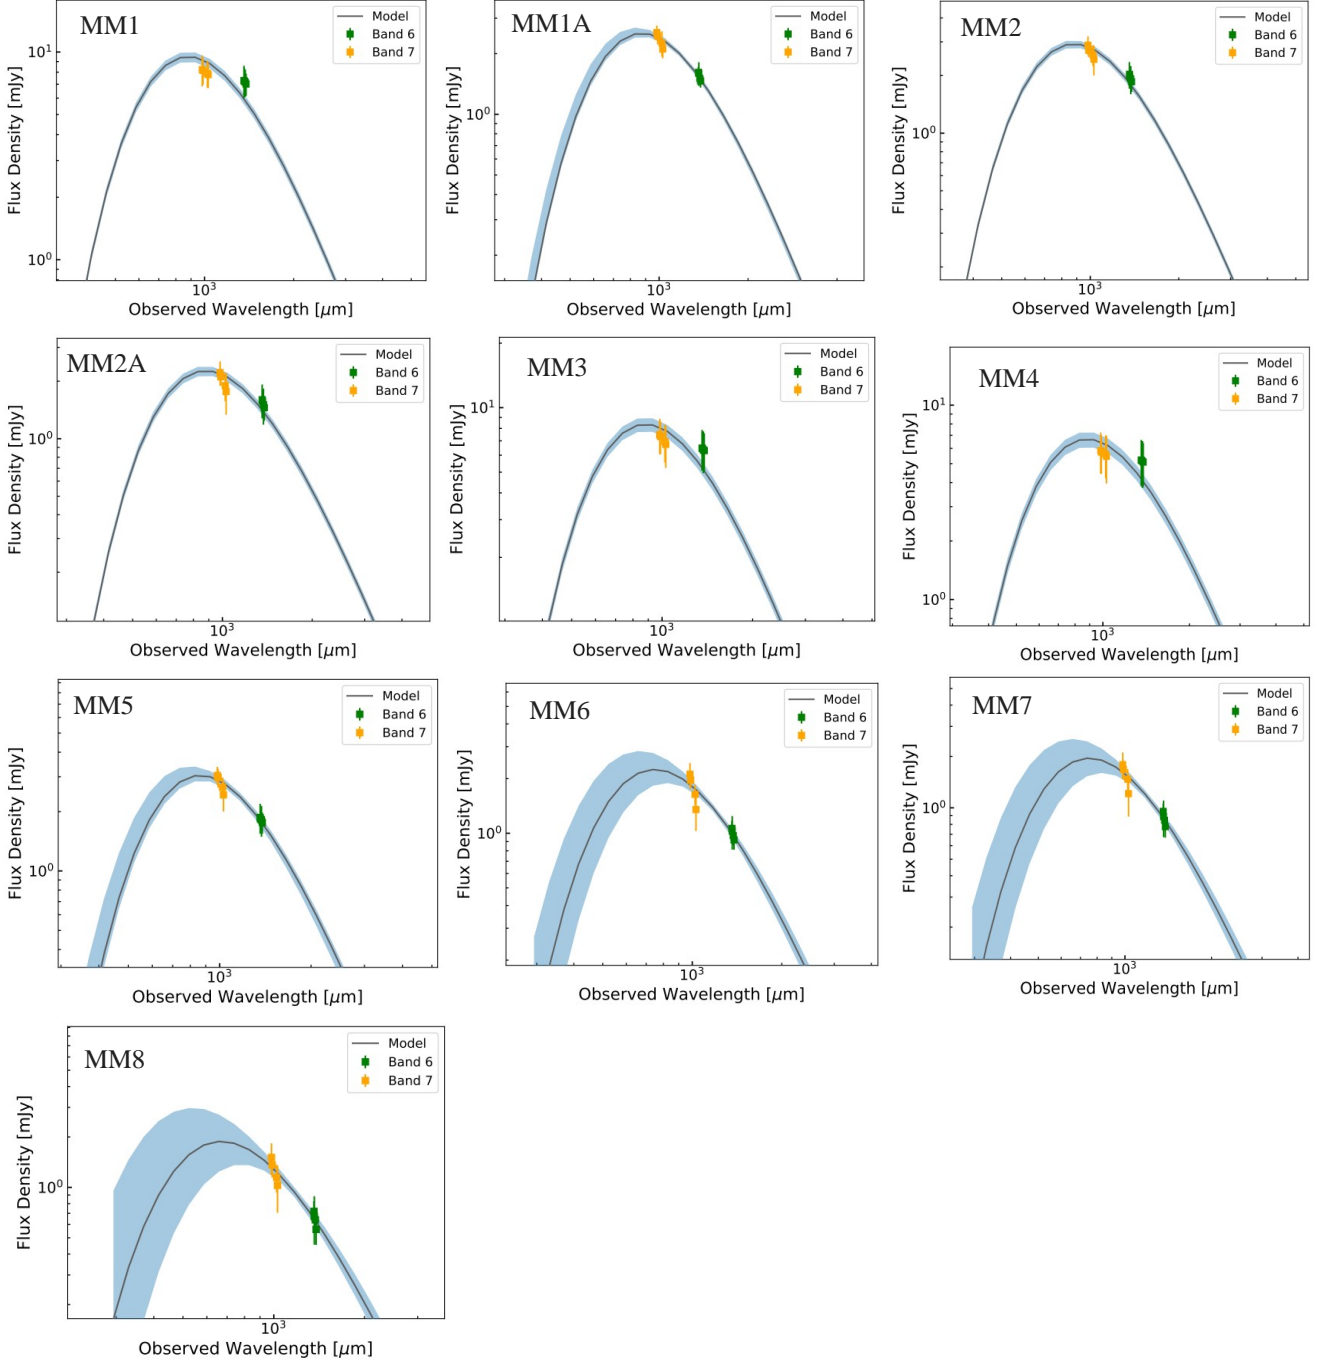 MM1
Model
Band 6
Band 7
10¹
10⁰
Flux Density [mJy]
10³
Observed Wavelength [μm]
MM1A
Model
Band 6
Band 7
10⁰
Flux Density [mJy]
10³
Observed Wavelength [μm]
MM2
Model
Band 6
Band 7
10⁰
Flux Density [mJy]
10³
Observed Wavelength [μm]
MM2A
Model
Band 6
Band 7
10⁰
Flux Density [mJy]
10³
Observed Wavelength [μm]
MM3
Model
Band 6
Band 7
10¹
Flux Density [mJy]
10³
Observed Wavelength [μm]
MM4
Model
Band 6
Band 7
10¹
10⁰
Flux Density [mJy]
10³
Observed Wavelength [μm]
MM5
Model
Band 6
Band 7
10⁰
Flux Density [mJy]
10³
Observed Wavelength [μm]
MM6
Model
Band 6
Band 7
10⁰
Flux Density [mJy]
10³
Observed Wavelength [μm]
MM7
Model
Band 6
Band 7
10⁰
Flux Density [mJy]
10³
Observed Wavelength [μm]
MM8
Model
Band 6
Band 7
10⁰
Flux Density [mJy]
10³
Observed Wavelength [μm]